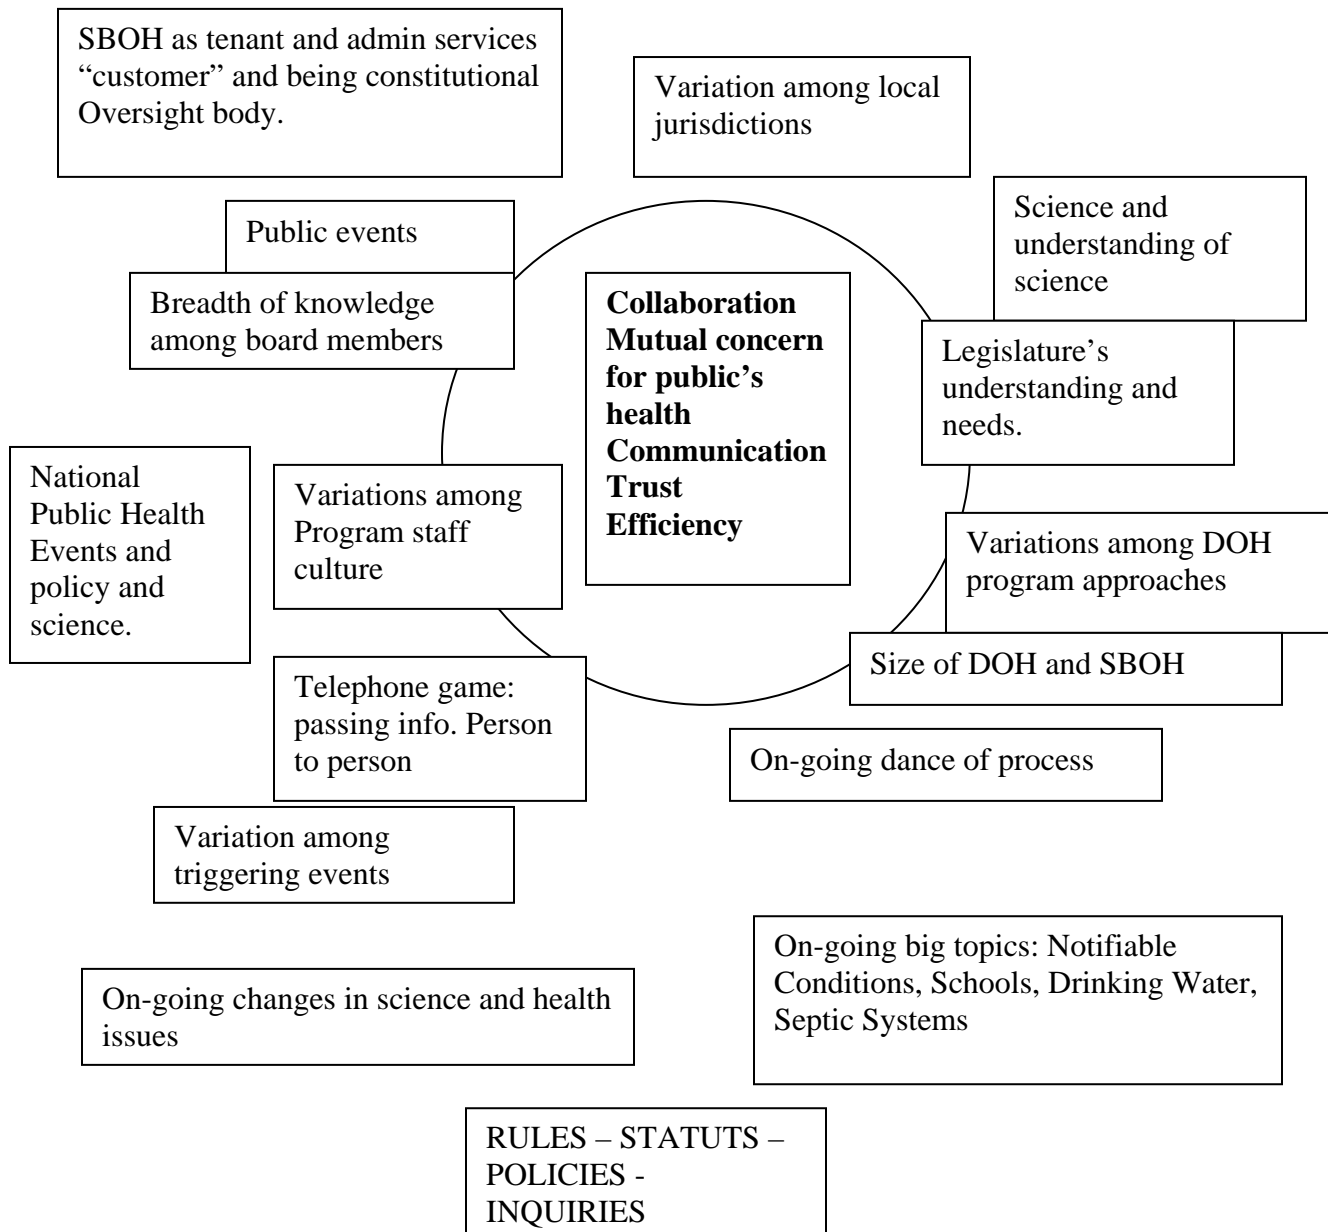 SBOH as tenant and admin services
“customer” and being constitutional
Oversight body.
Variation among local
jurisdictions
Science and
understanding of
science
Public events
Breadth of knowledge
among board members
Collaboration
Mutual concern
for public’s
health
Communication
Trust
Efficiency
Legislature’s
understanding and
needs.
National
Public Health
Events and
policy and
science.
Variations among
Program staff
culture
Variations among DOH
program approaches
Size of DOH and SBOH
Telephone game:
passing info. Person
to person
On-going dance of process
Variation among
triggering events
On-going big topics: Notifiable
Conditions, Schools, Drinking Water,
Septic Systems
On-going changes in science and health
issues
RULES – STATUTS –
POLICIES -
INQUIRIES